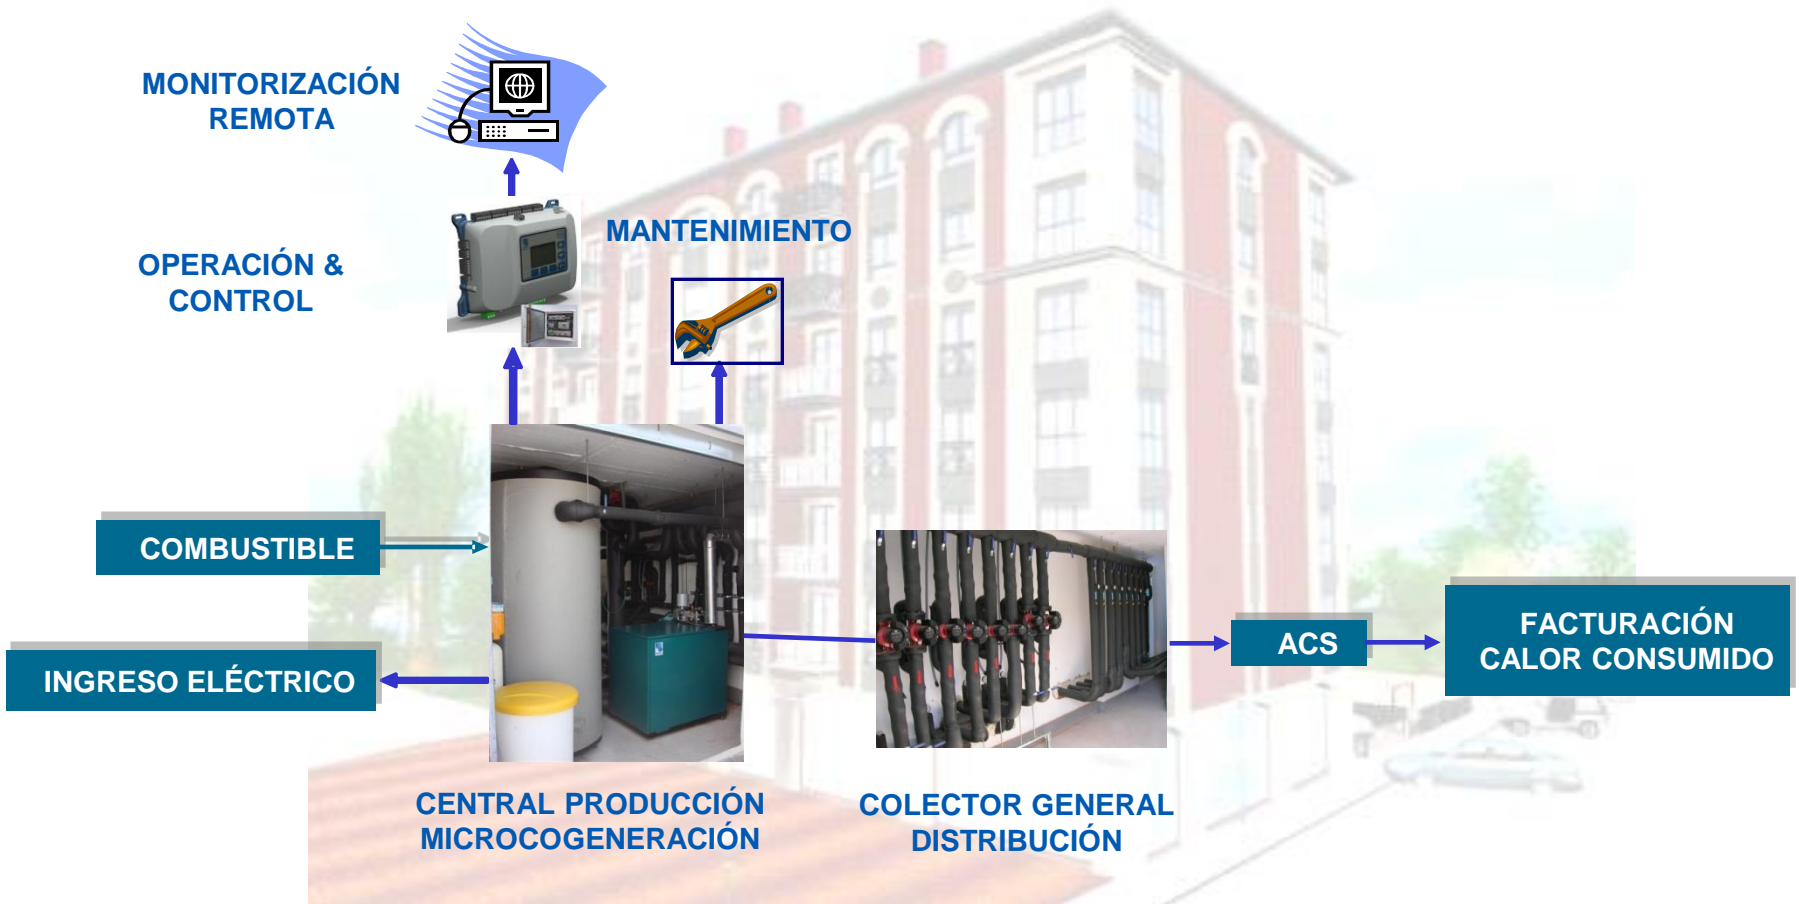 MONITORIZACIÓN
REMOTA
OPERACIÓN &
CONTROL
MANTENIMIENTO
COMBUSTIBLE
INGRESO ELÉCTRICO
CENTRAL PRODUCCIÓN
MICROCOGENERACIÓN
COLECTOR GENERAL
DISTRIBUCIÓN
ACS
FACTURACIÓN
CALOR CONSUMIDO